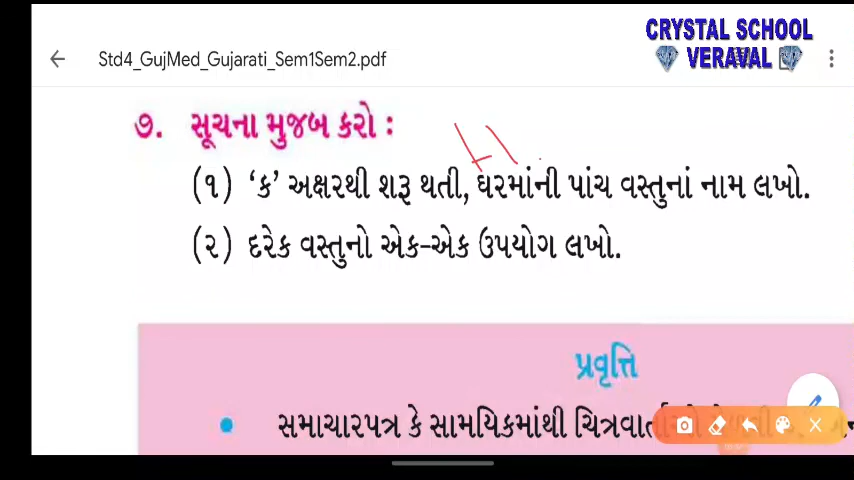 CRYSTAL SCHOOL
VERAVAL
Std4_GujMed_Gujarati_Sem1Sem2.pdf
૭. સૂચના મુજબ કરો :
(૧) ‘ક’ અક્ષરથી શરૂ થતી, ઘરમાંની પાંચ વસ્તુનાં નામ લખો.
(૨) દરેક વસ્તુનો એક-એક ઉપયોગ લખો.
પ્રવૃત્તિ
સમાચારપત્ર કે સામયિકમાંથી